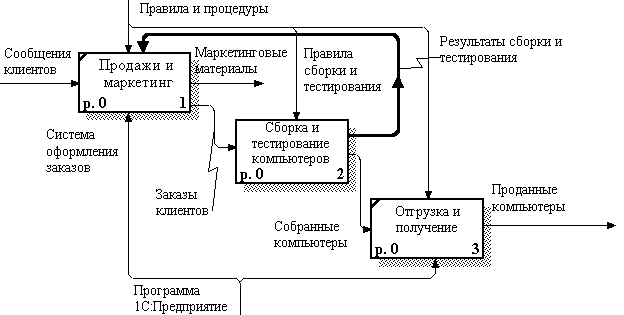 Правила и процедуры
Сообщения
клиентов
Продажи и
маркетинг
р. 0 1
Маркетинговые
материалы
Правила
сборки и
тестирования
Результаты сборки и
тестирования
Система
оформления
заказов
Сборка и
тестирование
компьютеров
р. 0 2
Заказы
клиентов
Собранные
компьютеры
Отгрузка и
получение
р. 0 3
Проданные
компьютеры
Программа
1С:Предприятие